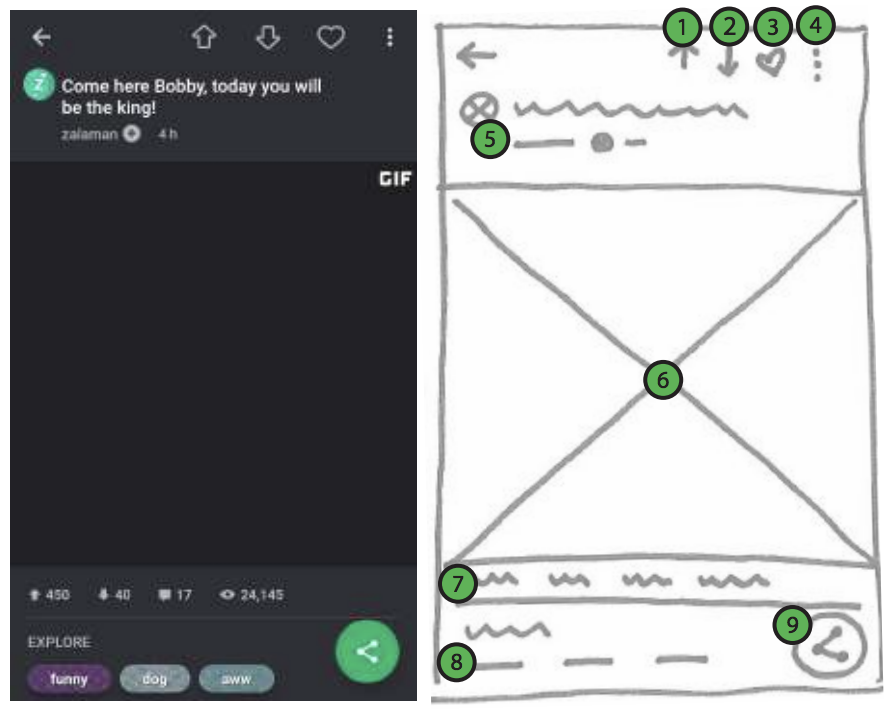 1 2 3 4
Z
Come here Bobby, today you will
be the king!
zalaman 4 h
5
GIF
6
450 40 17 24,145
7
EXPLORE
9
funny dog aww
8